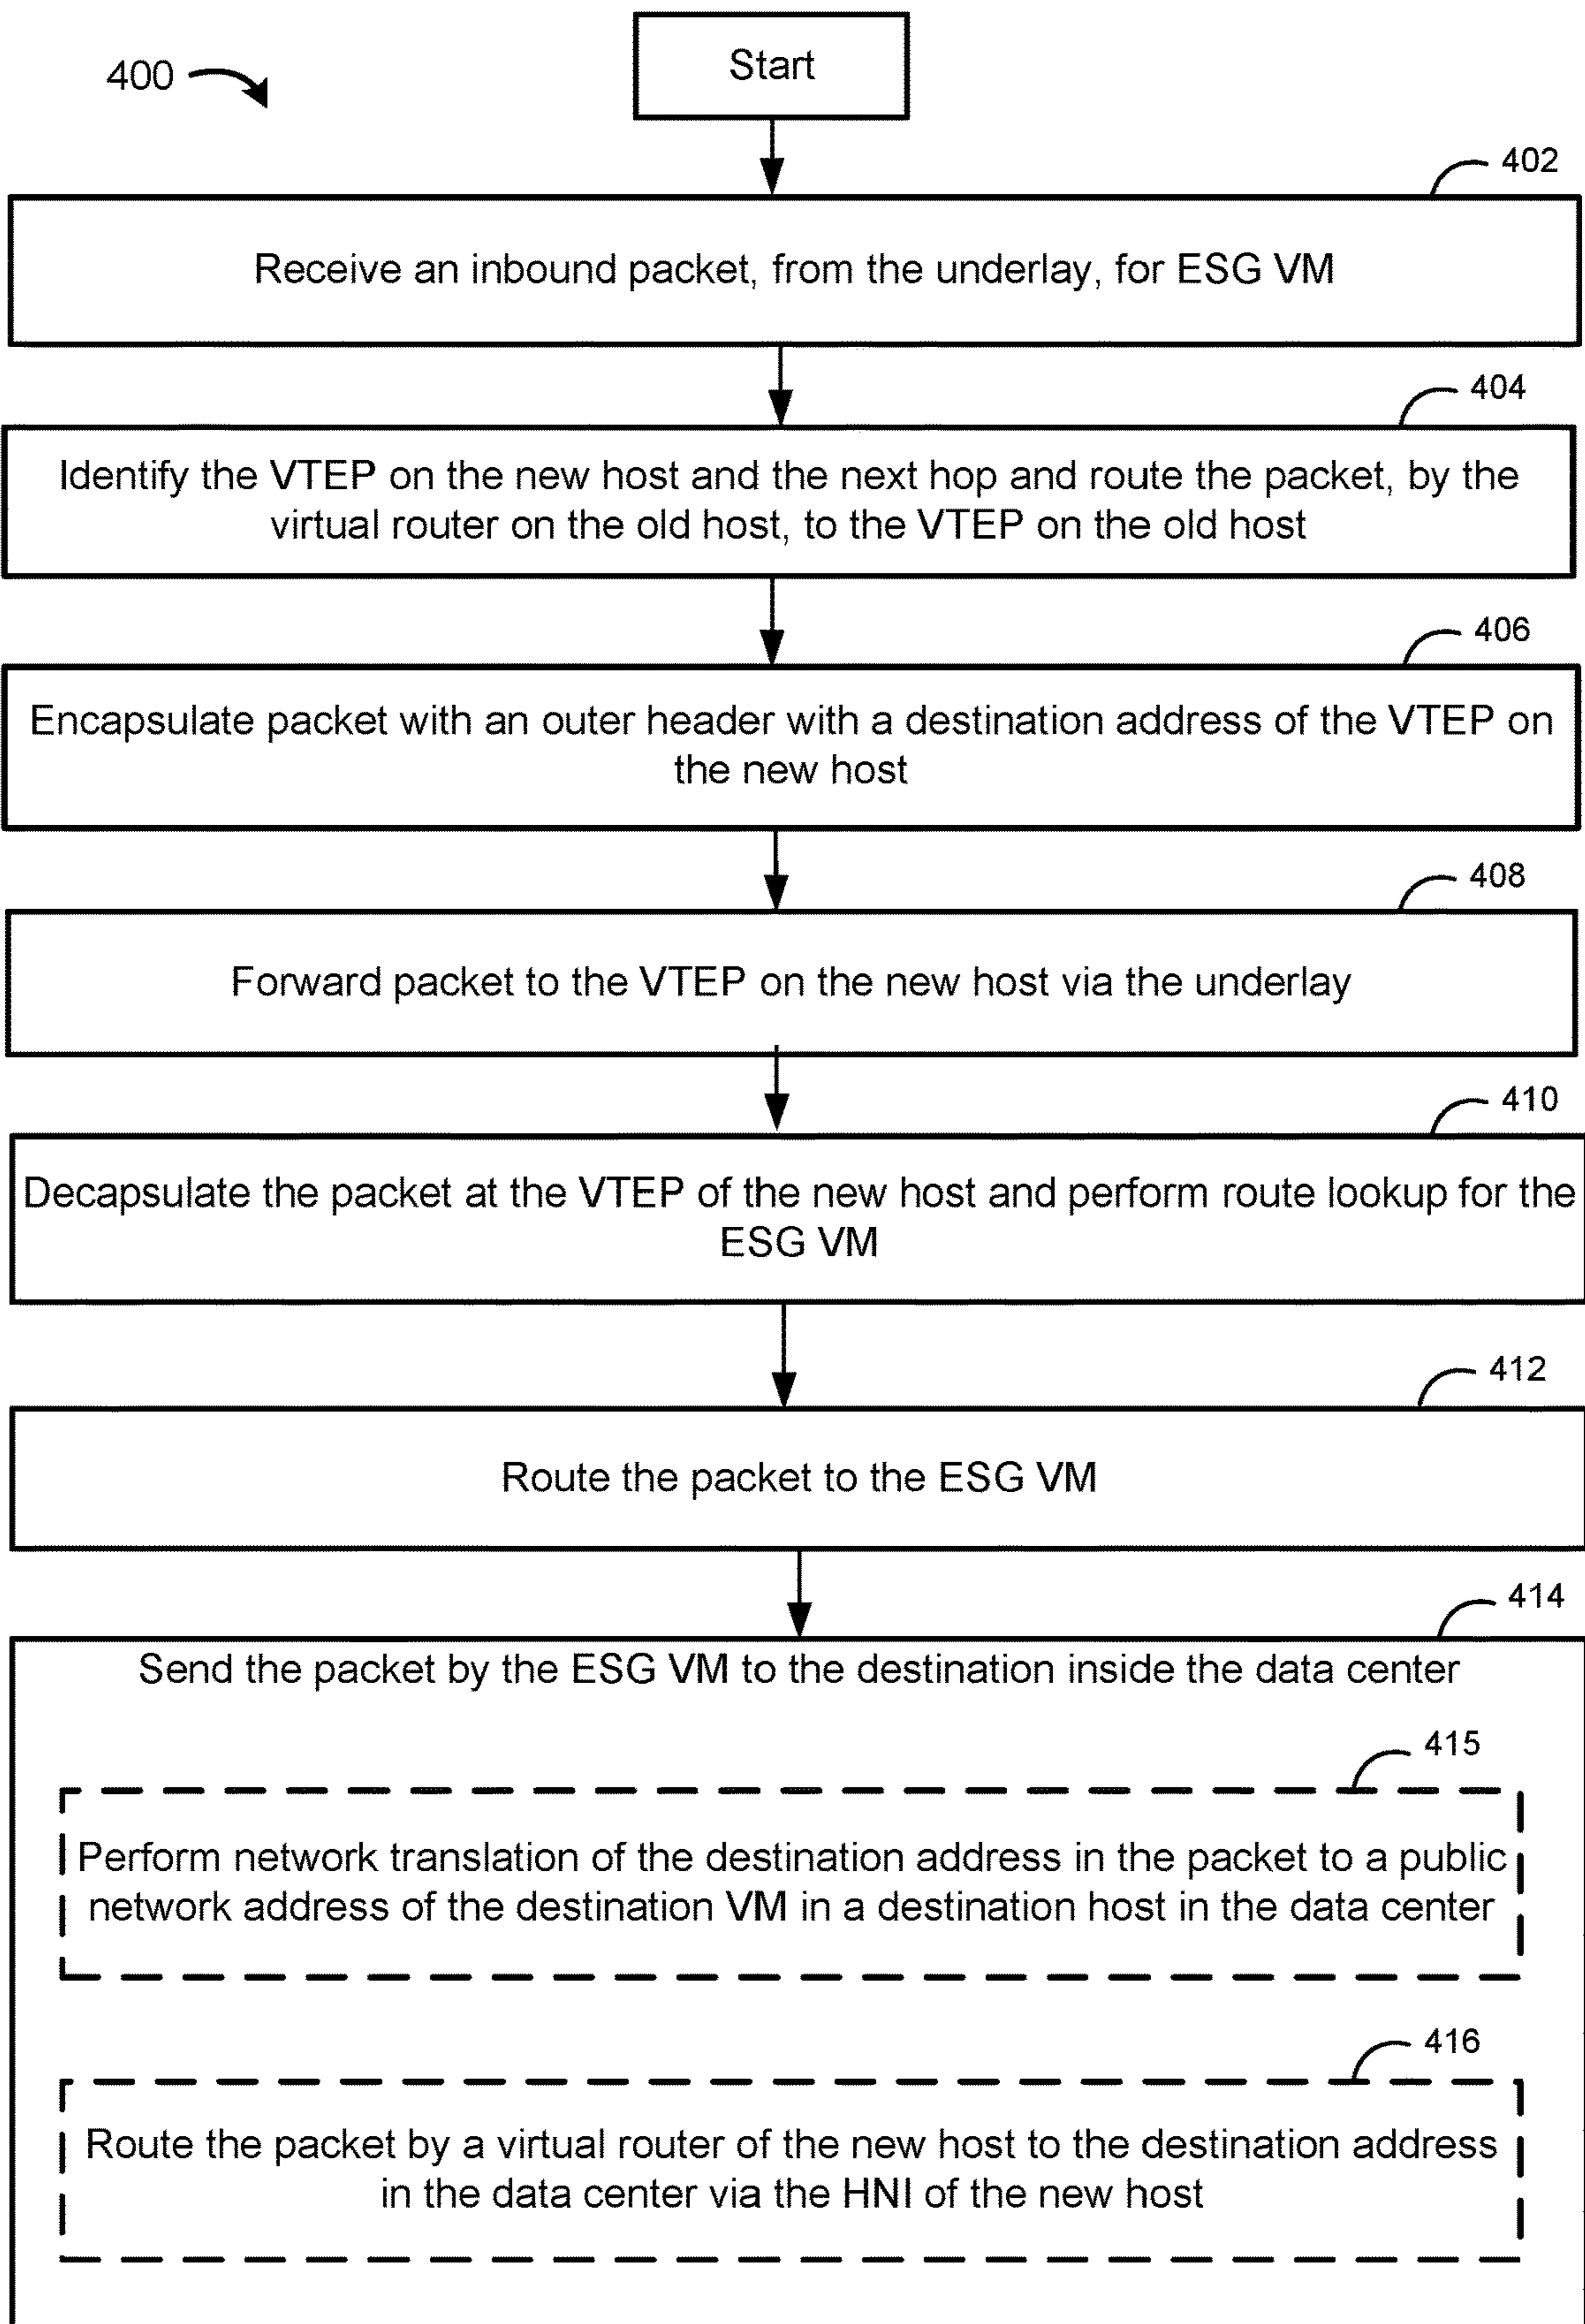 400
Start
402
Receive an inbound packet, from the underlay, for ESG VM
404
Identify the VTEP on the new host and the next hop and route the packet, by the
virtual router on the old host, to the VTEP on the old host
406
Encapsulate packet with an outer header with a destination address of the VTEP on
the new host
408
Forward packet to the VTEP on the new host via the underlay
410
Decapsulate the packet at the VTEP of the new host and perform route lookup for the
ESG VM
412
Route the packet to the ESG VM
414
Send the packet by the ESG VM to the destination inside the data center
415
Perform network translation of the destination address in the packet to a public
network address of the destination VM in a destination host in the data center
416
Route the packet by a virtual router of the new host to the destination address
in the data center via the HNI of the new host